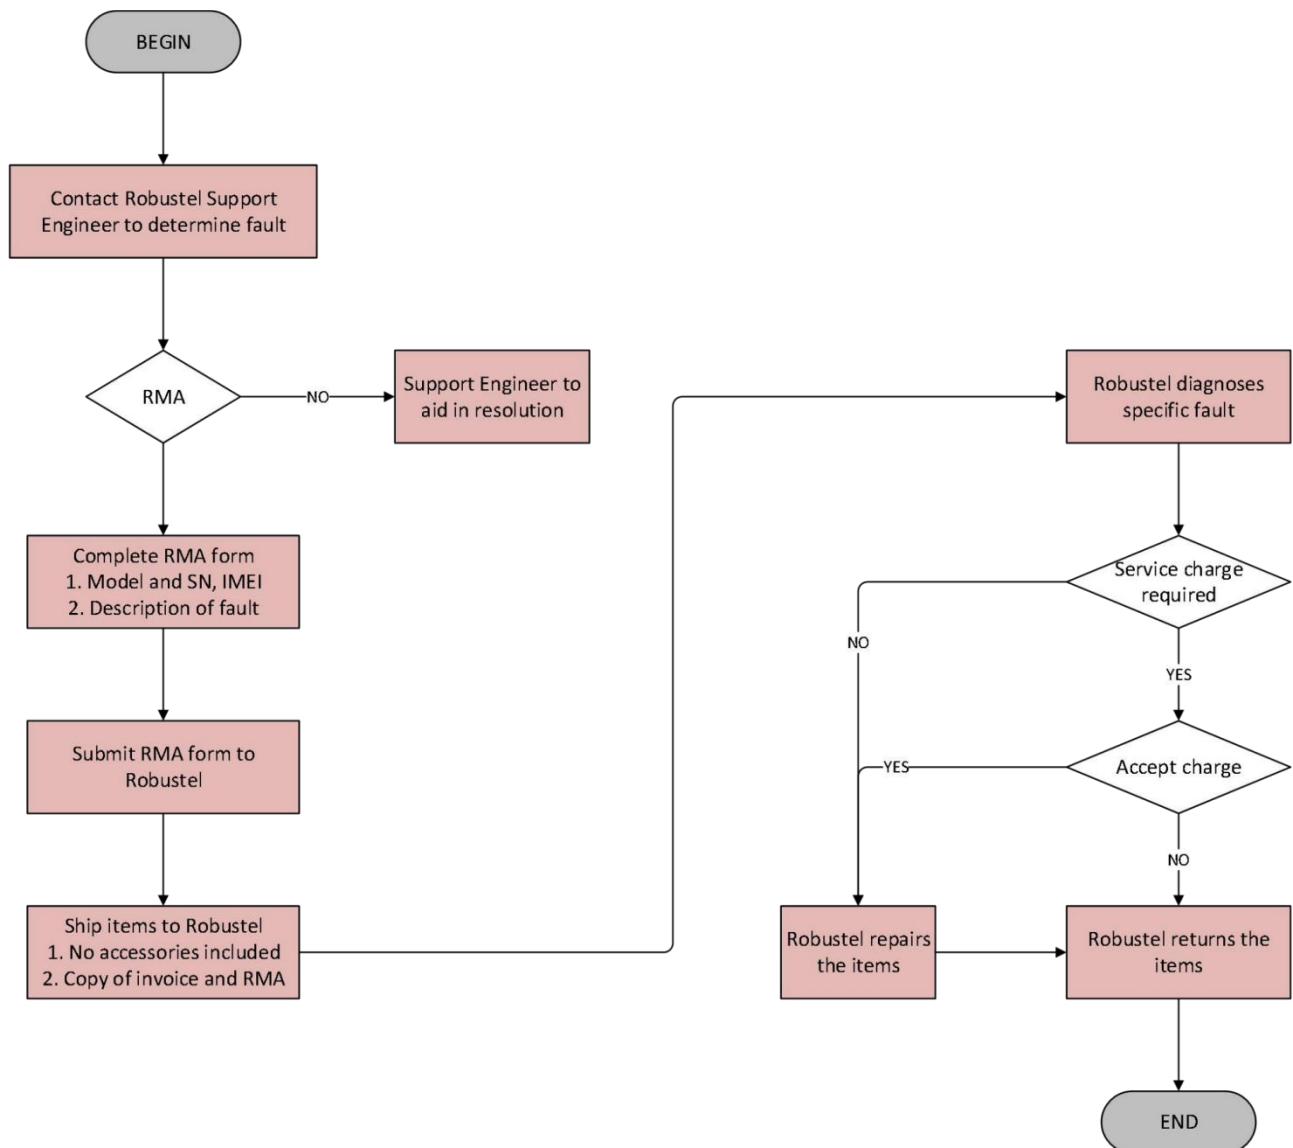 BEGIN
Contact Robustel Support
Engineer to determine fault
RMA
NO
Support Engineer to
aid in resolution
Complete RMA form
1. Model and SN, IMEI
2. Description of fault
Submit RMA form to
Robustel
Ship items to Robustel
1. No accessories included
2. Copy of invoice and RMA
Robustel diagnoses
specific fault
Service charge
required
NO
YES
Accept charge
YES
NO
Robustel repairs
the items
Robustel returns the
items
END